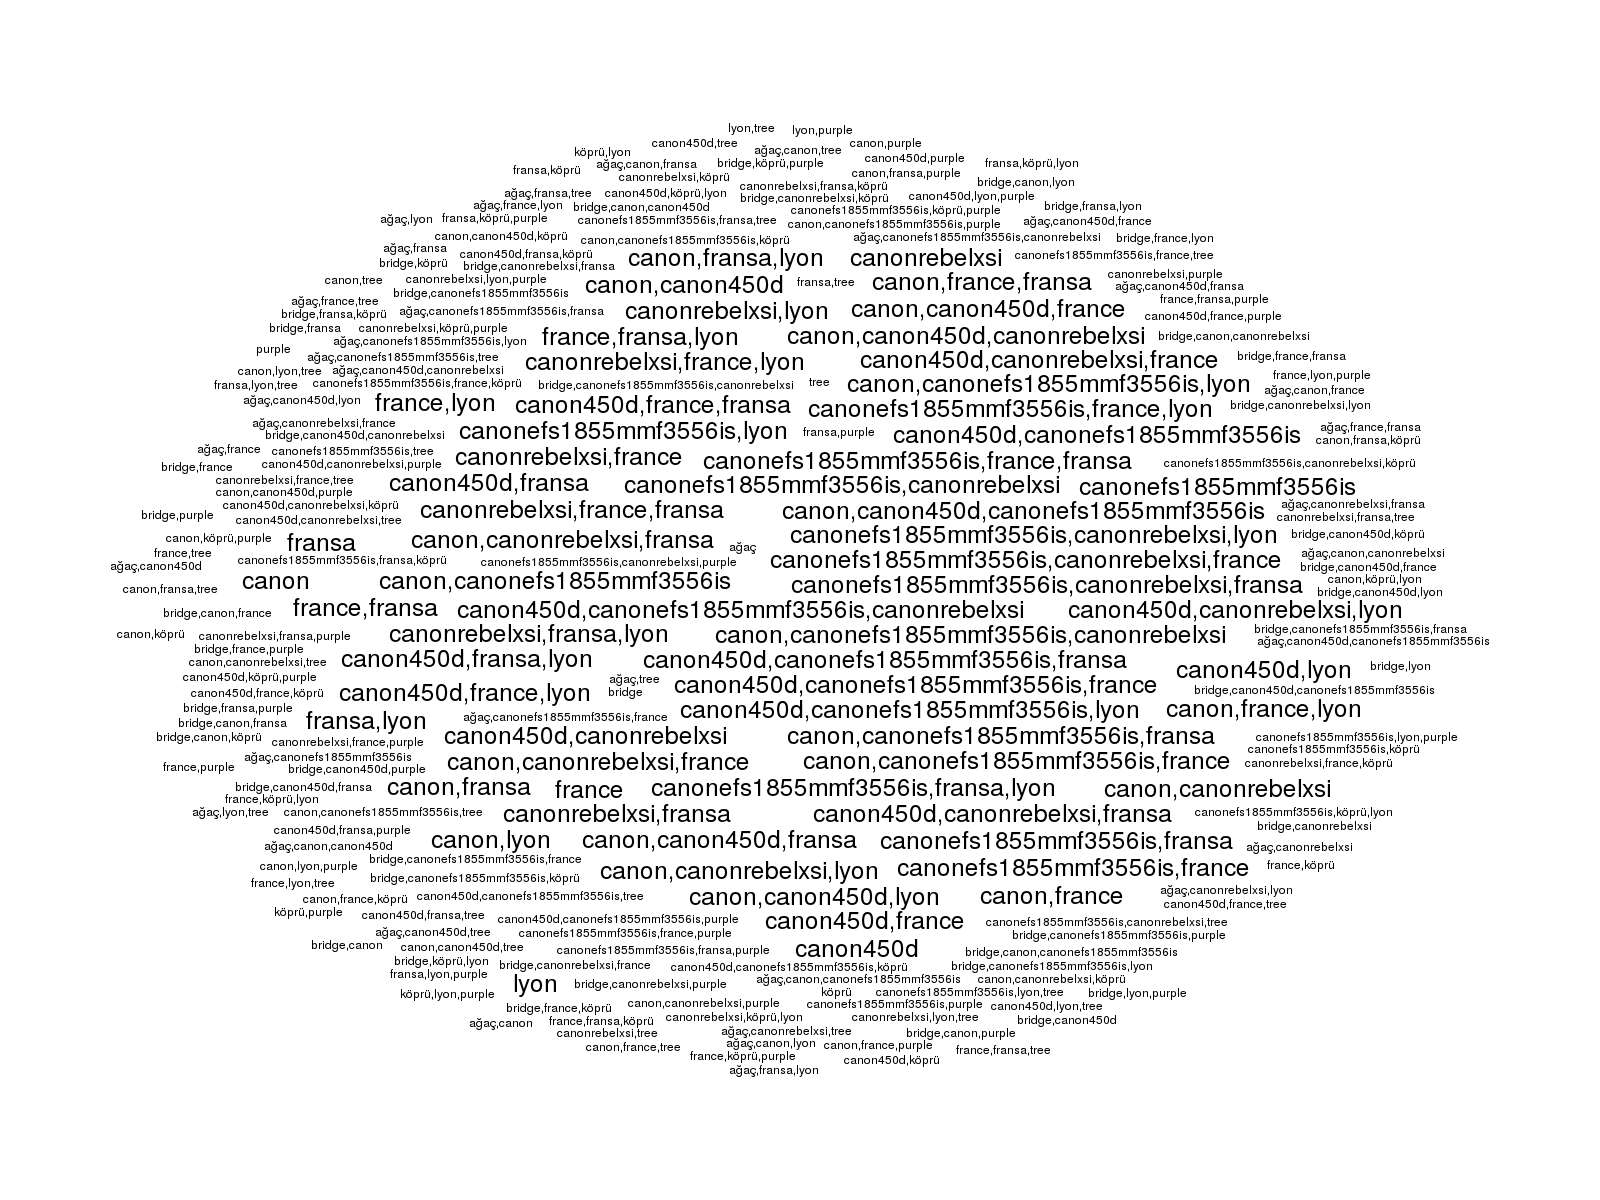 lyon,tree lyon,purple
canon450d,tree ağaç,canon,tree canon,purple
köprü,lyon ağaç,canon,fransa bridge,köprü,purple canon450d,purple fransa,köprü,lyon
fransa,köprü canonrebelxsi,köprü canon,fransa,purple bridge,canon,lyon
ağaç,fransa,tree canon450d,köprü,lyon canonrebelxsi,fransa,köprü bridge,canonrebelxsi,köprü canon450d,lyon,purple
ağaç,france,lyon bridge,canon,canon450d canonefs1855mmf3556is,köprü,purple bridge,fransa,lyon
ağaç,lyon fransa,köprü,purple canonefs1855mmf3556is,fransa,tree canon,canonefs1855mmf3556is,purple ağaç,canon450d,france
canon,canon450d,köprü canon,canonefs1855mmf3556is,köprü ağaç,canonefs1855mmf3556is,canonrebelxsi bridge,france,lyon
ağaç,fransa canon450d,fransa,köprü canon,fransa,lyon canonrebelxsi canonefs1855mmf3556is,france,tree
bridge,köprü bridge,canonrebelxsi,fransa canonrebelxsi,purple
canon,tree canonrebelxsi,lyon,purple canon,canon450d fransa,tree canon,france,fransa ağaç,canon450d,fransa
bridge,canonefs1855mmf3556is france,fransa,purple
ağaç,france,tree
bridge,fransa,köprü ağaç,canonefs1855mmf3556is,fransa canonrebelxsi,lyon canon,canon450d,france canon450d,france,purple
bridge,fransa canonrebelxsi,köprü,purple
ağaç,canonefs1855mmf3556is,lyon france,fransa,lyon canon,canon450d,canonrebelxsi bridge,canon,canonrebelxsi
purple ağaç,canonefs1855mmf3556is,tree canonrebelxsi,france,lyon canon450d,canonrebelxsi,france bridge,france,fransa
canon,lyon,tree ağaç,canon450d,canonrebelxsi france,lyon,purple
fransa,lyon,tree canonefs1855mmf3556is,france,köprü bridge,canonefs1855mmf3556is,canonrebelxsi tree canon,canonefs1855mmf3556is,lyon ağaç,canon,france
ağaç,canon450d,lyon france,lyon canon450d,france,fransa canonefs1855mmf3556is,france,lyon bridge,canonrebelxsi,lyon
ağaç,canonrebelxsi,france ağaç,france,fransa
bridge,canon450d,canonrebelxsi canonefs1855mmf3556is,lyon fransa,purple canon450d,canonefs1855mmf3556is canon,fransa,köprü
ağaç,france canonefs1855mmf3556is,tree
bridge,france canon450d,canonrebelxsi,purple canonrebelxsi,france canonefs1855mmf3556is,france,fransa canonefs1855mmf3556is,canonrebelxsi,köprü
canonrebelxsi,france,tree canon450d,fransa canonefs1855mmf3556is,canonrebelxsi canonefs1855mmf3556is
canon,canon450d,purple
canon450d,canonrebelxsi,köprü ağaç,canonrebelxsi,fransa
bridge,purple canon450d,canonrebelxsi,tree canonrebelxsi,france,fransa canon,canon450d,canonefs1855mmf3556is canonrebelxsi,fransa,tree
canon,köprü,purple fransa canon,canonrebelxsi,fransa ağaç canonefs1855mmf3556is,canonrebelxsi,lyon bridge,canon450d,köprü
france,tree ağaç,canon,canonrebelxsi
ağaç,canon450d canonefs1855mmf3556is,fransa,köprü canonefs1855mmf3556is,canonrebelxsi,purple canonefs1855mmf3556is,canonrebelxsi,france bridge,canon450d,france
canon,köprü,lyon
canon,fransa,tree canon canon,canonefs1855mmf3556is canonefs1855mmf3556is,canonrebelxsi,fransa bridge,canon450d,lyon
bridge,canon,france france,fransa canon450d,canonefs1855mmf3556is,canonrebelxsi canon450d,canonrebelxsi,lyon
canon,köprü canonrebelxsi,fransa,purple canonrebelxsi,fransa,lyon canon,canonefs1855mmf3556is,canonrebelxsi bridge,canonefs1855mmf3556is,fransa
bridge,france,purple ağaç,canon450d,canonefs1855mmf3556is
canon,canonrebelxsi,tree canon450d,fransa,lyon canon450d,canonefs1855mmf3556is,fransa canon450d,lyon bridge,lyon
canon450d,köprü,purple ağaç,tree
canon450d,france,köprü canon450d,france,lyon bridge canon450d,canonefs1855mmf3556is,france bridge,canon450d,canonefs1855mmf3556is
bridge,fransa,purple
bridge,canon,fransa fransa,lyon ağaç,canonefs1855mmf3556is,france canon450d,canonefs1855mmf3556is,lyon canon,france,lyon
bridge,canon,köprü canonrebelxsi,france,purple canon450d,canonrebelxsi canon,canonefs1855mmf3556is,fransa canonefs1855mmf3556is,lyon,purple
ağaç,canonefs1855mmf3556is canonefs1855mmf3556is,köprü
france,purple bridge,canon450d,purple canon,canonrebelxsi,france canon,canonefs1855mmf3556is,france canonrebelxsi,france,köprü
bridge,canon450d,fransa canon,fransa france canonefs1855mmf3556is,fransa,lyon canon,canonrebelxsi
france,köprü,lyon
ağaç,lyon,tree canon,canonefs1855mmf3556is,tree canonrebelxsi,fransa canon450d,canonrebelxsi,fransa canonefs1855mmf3556is,köprü,lyon
canon450d,fransa,purple bridge,canonrebelxsi
ağaç,canon,canon450d canon,lyon canon,canon450d,fransa canonefs1855mmf3556is,fransa ağaç,canonrebelxsi
canon,lyon,purple bridge,canonefs1855mmf3556is,france france,köprü
france,lyon,tree bridge,canonefs1855mmf3556is,köprü canon,canonrebelxsi,lyon canonefs1855mmf3556is,france
canon,france,köprü canon450d,canonefs1855mmf3556is,tree canon,canon450d,lyon canon,france ağaç,canonrebelxsi,lyon
canon450d,france,tree
köprü,purple canon450d,fransa,tree canon450d,canonefs1855mmf3556is,purple canon450d,france canonefs1855mmf3556is,canonrebelxsi,tree
ağaç,canon450d,tree canonefs1855mmf3556is,france,purple bridge,canonefs1855mmf3556is,purple
bridge,canon canon,canon450d,tree canonefs1855mmf3556is,fransa,purple canon450d bridge,canon,canonefs1855mmf3556is
bridge,köprü,lyon bridge,canonrebelxsi,france canon450d,canonefs1855mmf3556is,köprü bridge,canonefs1855mmf3556is,lyon
fransa,lyon,purple lyon bridge,canonrebelxsi,purple ağaç,canon,canonefs1855mmf3556is canon,canonrebelxsi,köprü
köprü,lyon,purple köprü canonefs1855mmf3556is,lyon,tree bridge,lyon,purple
bridge,france,köprü canon,canonrebelxsi,purple canonefs1855mmf3556is,purple canon450d,lyon,tree
ağaç,canon france,fransa,köprü canonrebelxsi,köprü,lyon canonrebelxsi,lyon,tree bridge,canon450d
canonrebelxsi,tree ağaç,canonrebelxsi,tree bridge,canon,purple
canon,france,tree ağaç,canon,lyon canon,france,purple france,fransa,tree
france,köprü,purple canon450d,köprü
ağaç,fransa,lyon